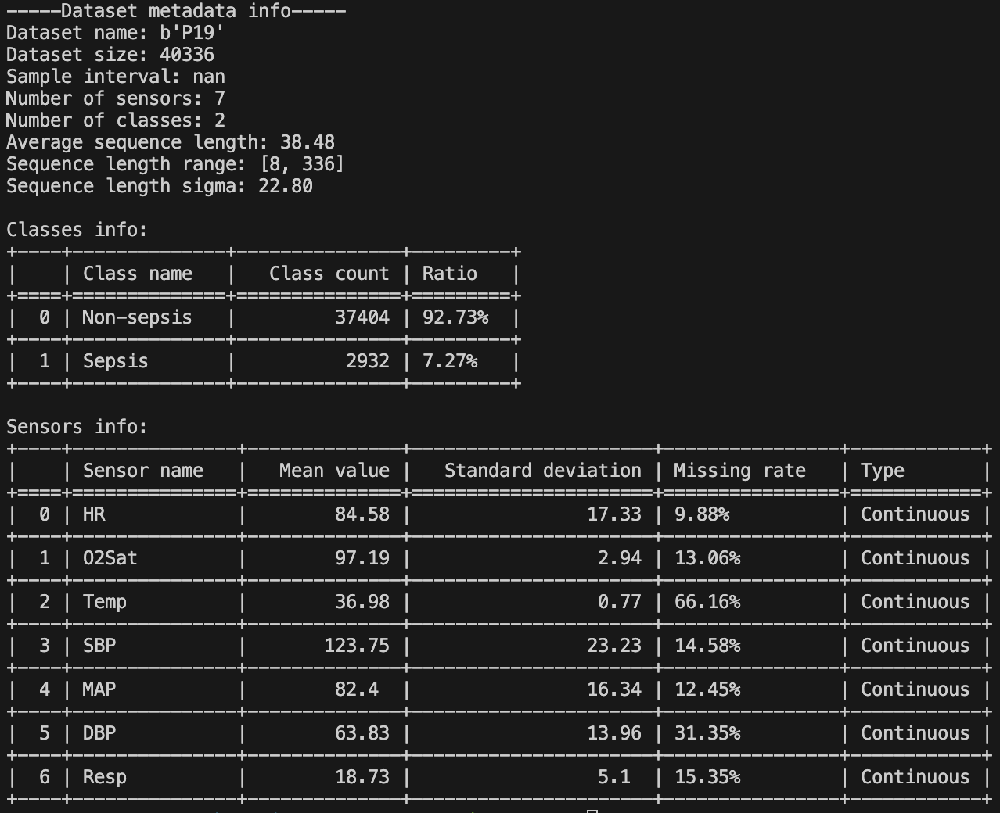 -----Dataset metadata info-----
Dataset name: b'P19'
Dataset size: 40336
Sample interval: nan
Number of sensors: 7
Number of classes: 2
Average sequence length: 38.48
Sequence length range: [8, 336]
Sequence length sigma: 22.80
Classes info:
+----+--------------+---------------+---------+
|    | Class name   |   Class count | Ratio   |
+====+==============+===============+=========+
|  0 | Non-sepsis   |         37404 | 92.73%  |
+----+--------------+---------------+---------+
|  1 | Sepsis       |          2932 | 7.27%   |
+----+--------------+---------------+---------+
Sensors info:
+----+---------------+--------------+----------------------+----------------+------------+
|    | Sensor name   |   Mean value |   Standard deviation | Missing rate   | Type       |
+====+===============+==============+======================+================+============+
|  0 | HR            |        84.58 |                17.33 | 9.88%          | Continuous |
+----+---------------+--------------+----------------------+----------------+------------+
|  1 | O2Sat         |        97.19 |                 2.94 | 13.06%         | Continuous |
+----+---------------+--------------+----------------------+----------------+------------+
|  2 | Temp          |        36.98 |                 0.77 | 66.16%         | Continuous |
+----+---------------+--------------+----------------------+----------------+------------+
|  3 | SBP           |       123.75 |                23.23 | 14.58%         | Continuous |
+----+---------------+--------------+----------------------+----------------+------------+
|  4 | MAP           |        82.4  |                16.34 | 12.45%         | Continuous |
+----+---------------+--------------+----------------------+----------------+------------+
|  5 | DBP           |        63.83 |                13.96 | 31.35%         | Continuous |
+----+---------------+--------------+----------------------+----------------+------------+
|  6 | Resp          |        18.73 |                 5.1  | 15.35%         | Continuous |
+----+---------------+--------------+----------------------+----------------+------------+